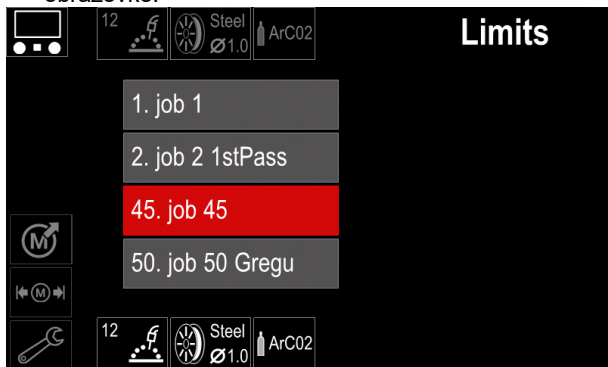 obrazovke.
12 Steel ø1.0 ArC02
Limits
1. job 1
2. job 2 1stPass
45. job 45
50. job 50 Gregu
M
M
12 Steel ø1.0 ArC02